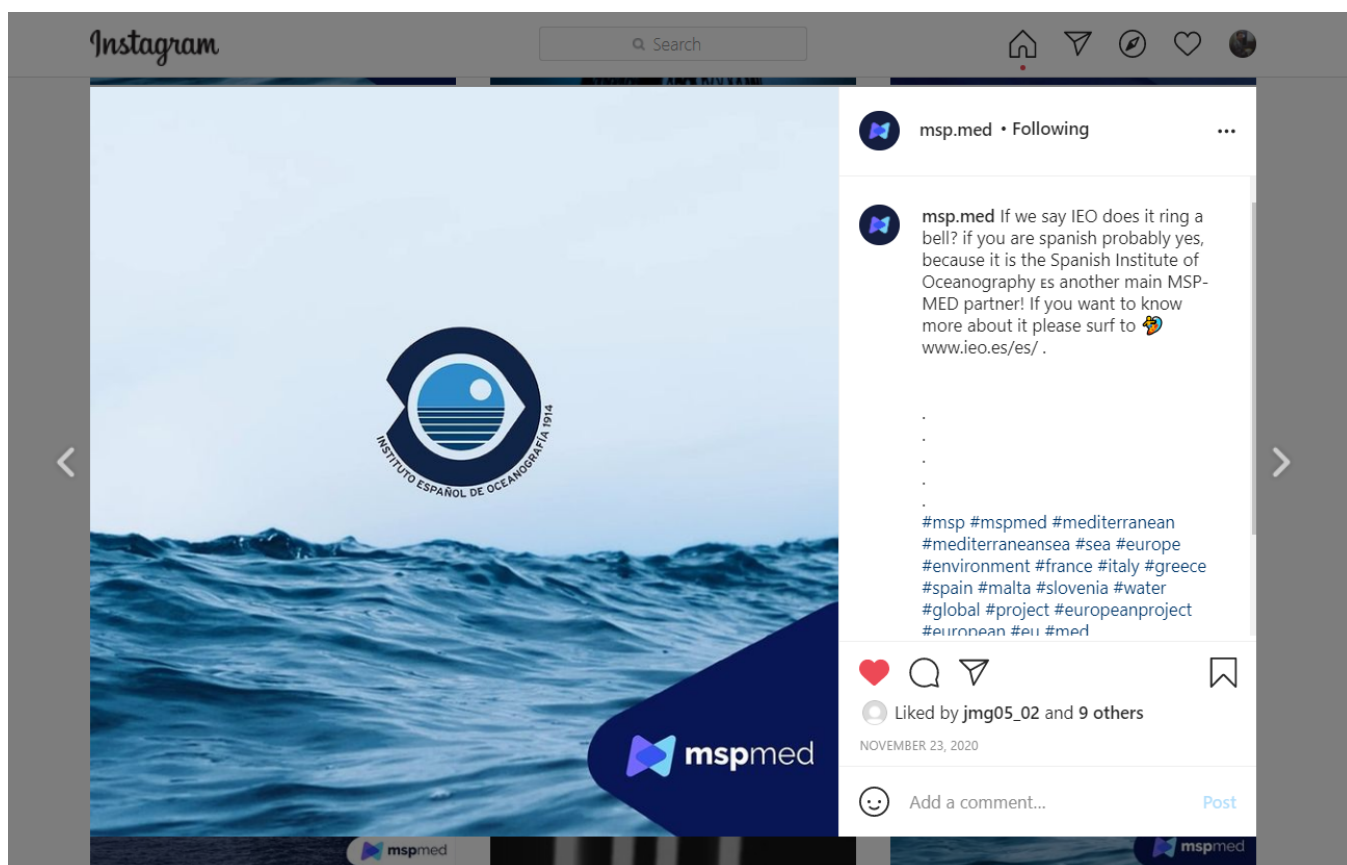 Instagram
Search
msp.med • Following
msp.med If we say IEO does it ring a
bell? if you are spanish probably yes,
because it is the Spanish Institute of
Oceanography ᴇs another main MSP-
MED partner! If you want to know
more about it please surf to 🏄
www.ieo.es/es/ .
.
.
.
.
.
#msp #mspmed #mediterranean
#mediterraneansea #sea #europe
#environment #france #italy #greece
#spain #malta #slovenia #water
#global #project #europeanproject
#european #eu #med
INSTITUTO ESPAÑOL DE OCEANOGRAFÍA 1914
mspmed
Liked by jmg05_02 and 9 others
NOVEMBER 23, 2020
Add a comment...
Post
mspmed
mspmed